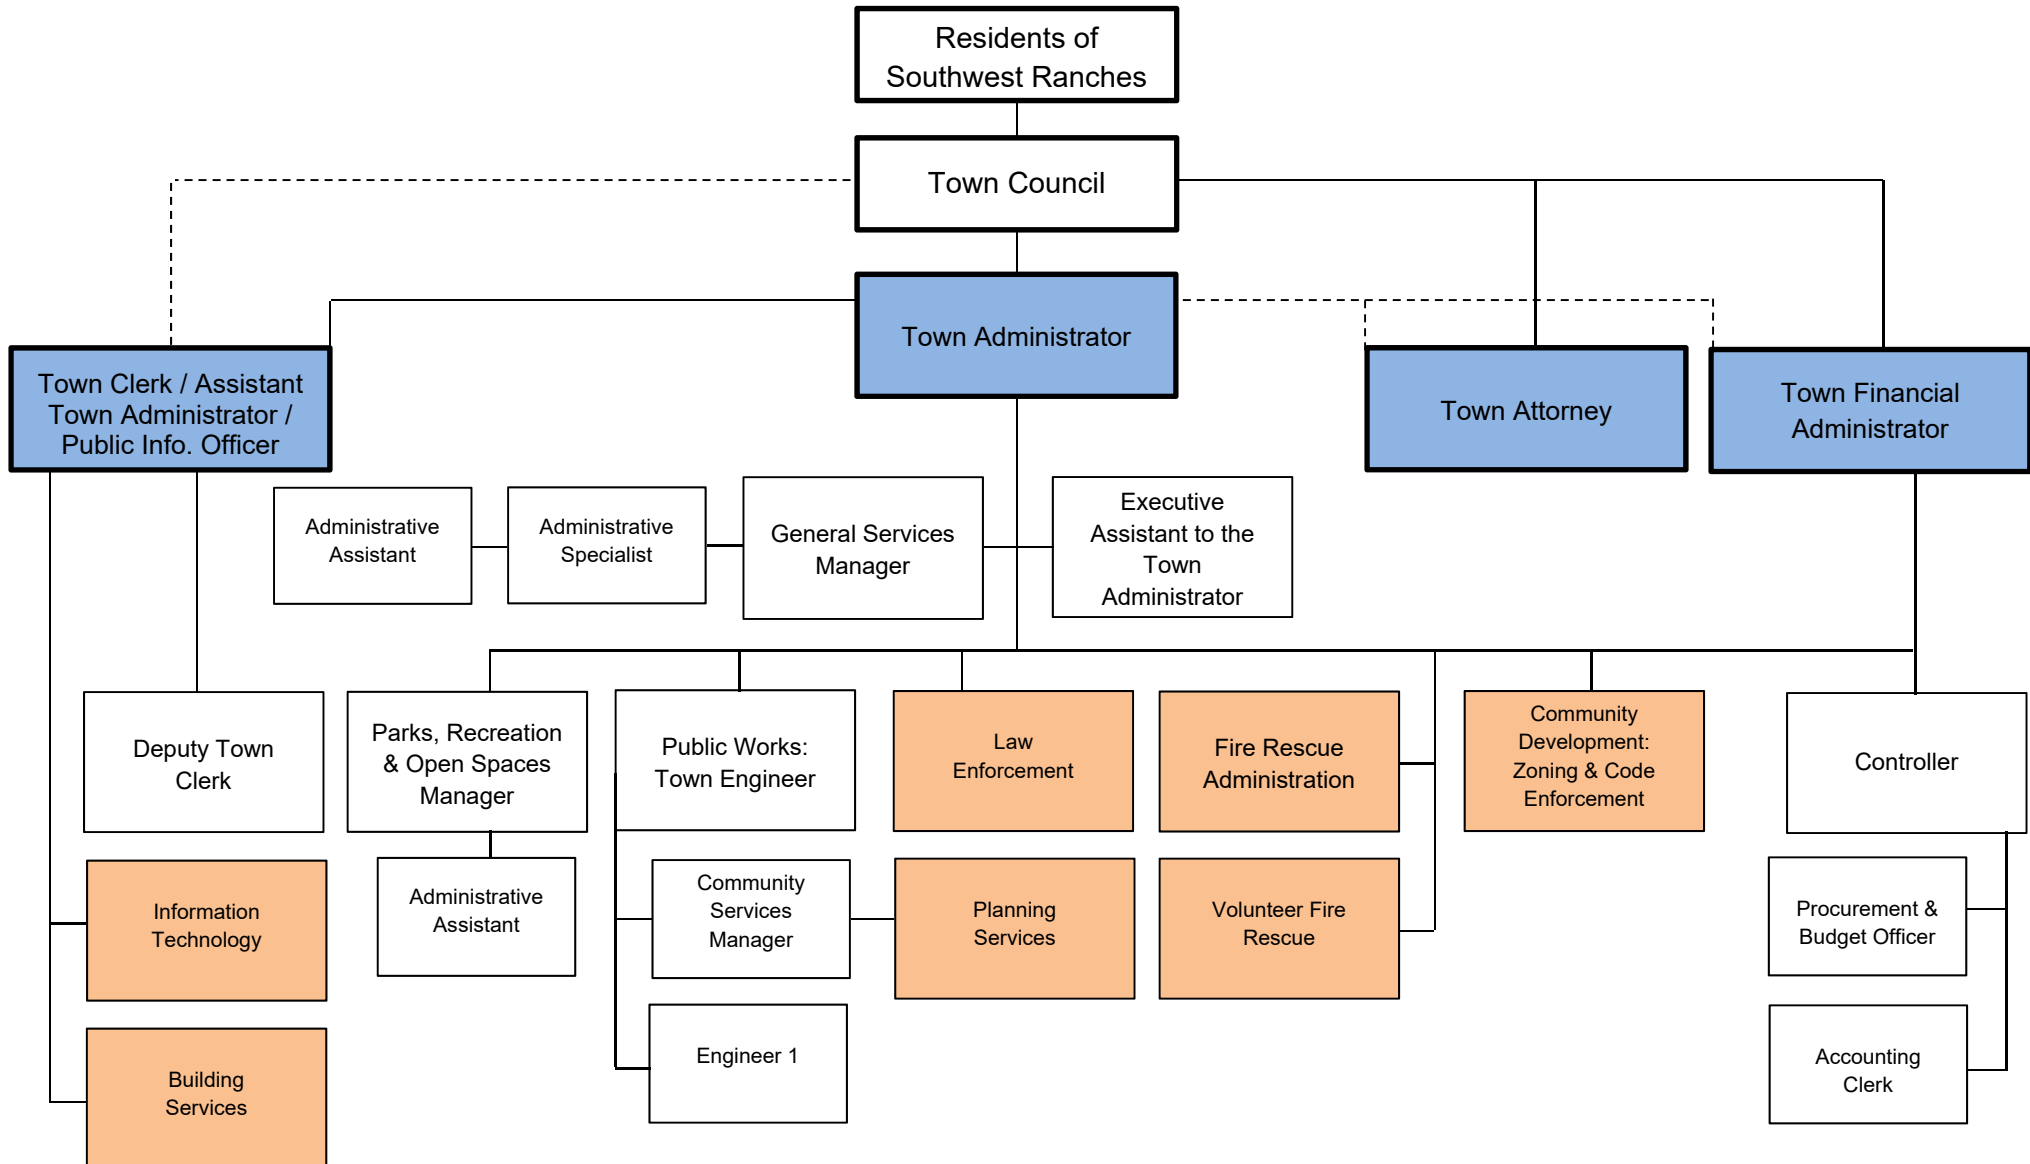 Residents of
Southwest Ranches
Town Council
Town Administrator
Town Clerk / Assistant
Town Administrator /
Public Info. Officer
Town Attorney
Town Financial
Administrator
Administrative
Assistant
Administrative
Specialist
General Services
Manager
Executive
Assistant to the
Town
Administrator
Deputy Town
Clerk
Parks, Recreation
& Open Spaces
Manager
Public Works:
Town Engineer
Law
Enforcement
Fire Rescue
Administration
Community
Development:
Zoning & Code
Enforcement
Controller
Information
Technology
Administrative
Assistant
Community
Services
Manager
Planning
Services
Volunteer Fire
Rescue
Procurement &
Budget Officer
Building
Services
Engineer 1
Accounting
Clerk